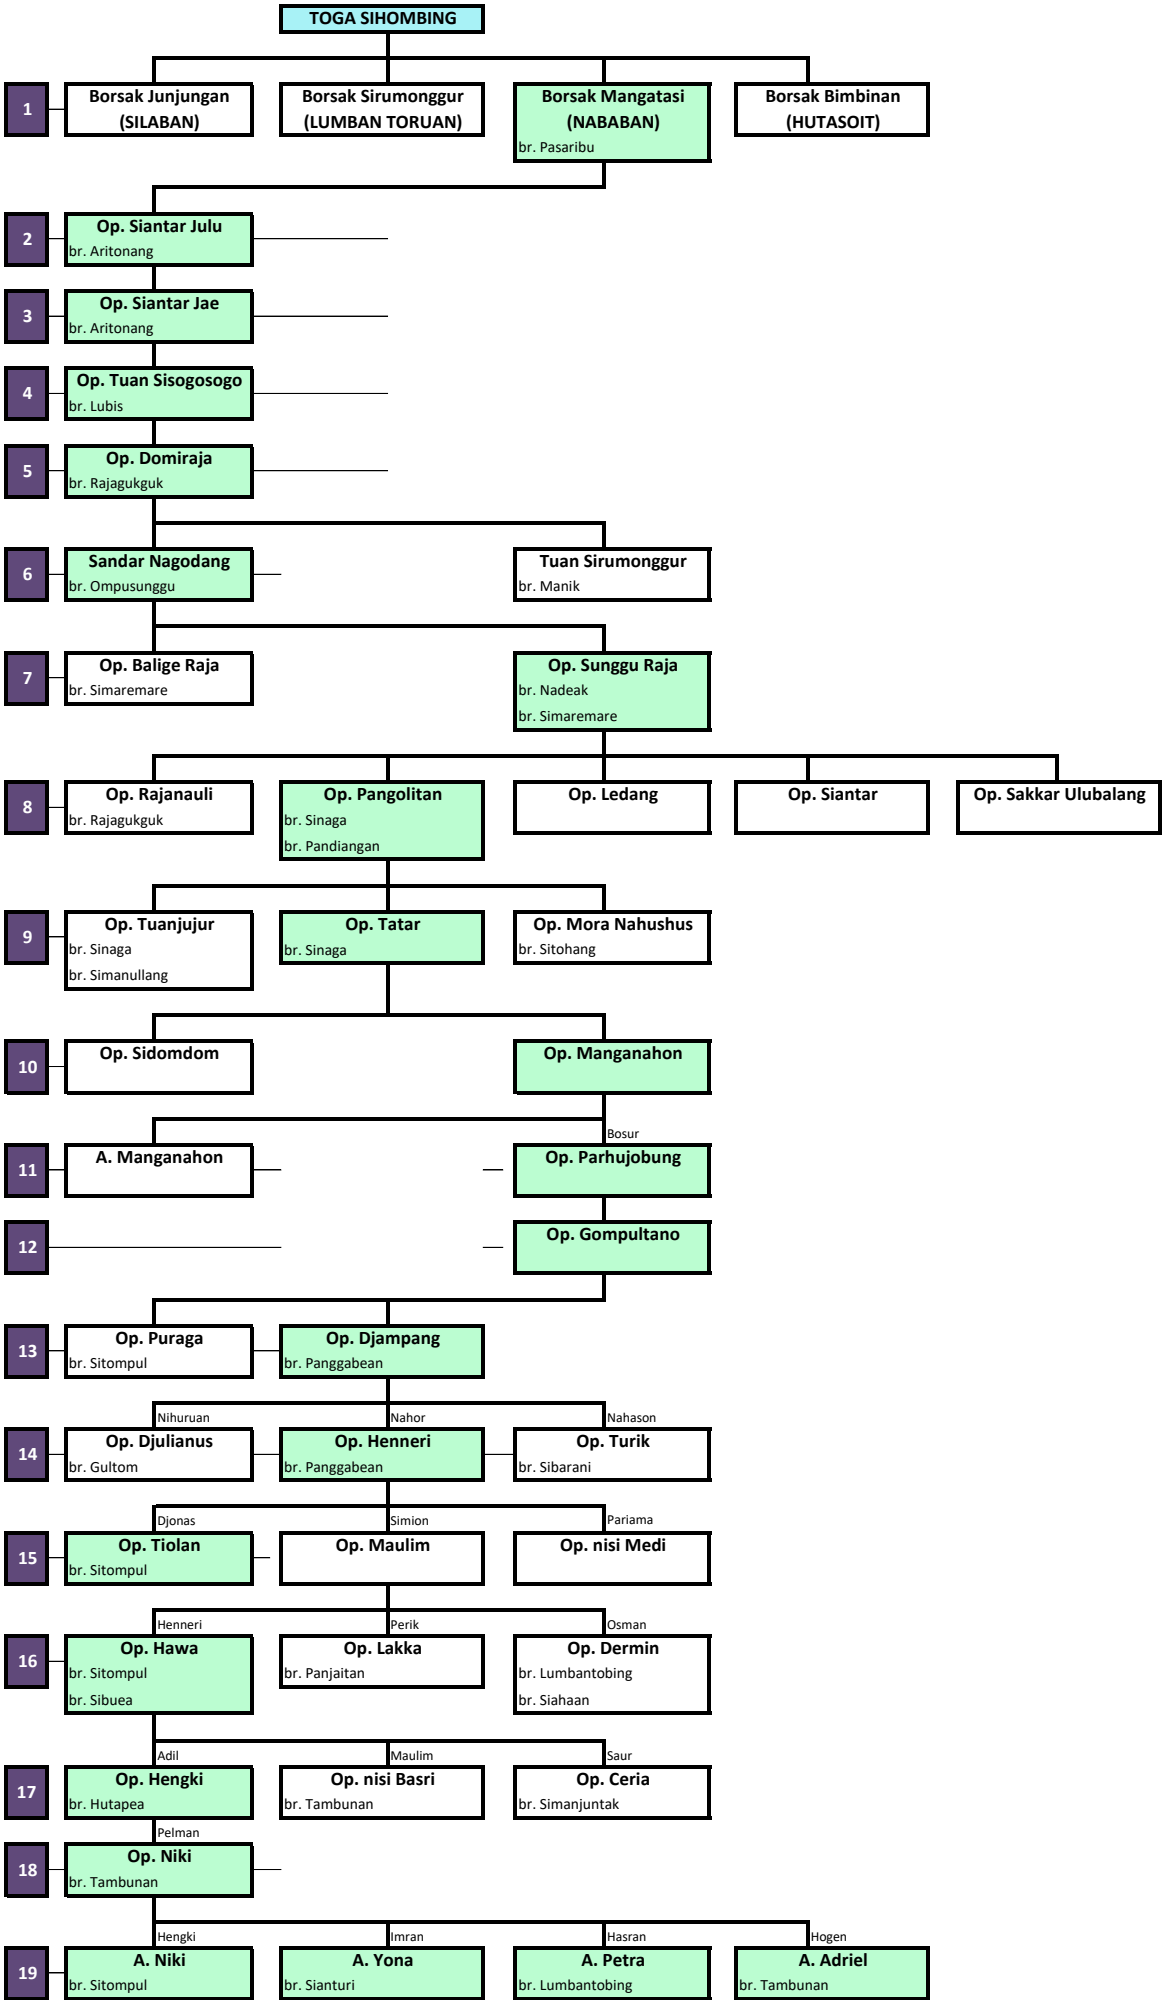 TOGA SIHOMBING
1
Borsak Junjungan
(SILABAN)
Borsak Sirumonggur
(LUMBAN TORUAN)
Borsak Mangatasi
(NABABAN)
br. Pasaribu
Borsak Bimbinan
(HUTASOIT)
2
Op. Siantar Julu
br. Aritonang
3
Op. Siantar Jae
br. Aritonang
4
Op. Tuan Sisogosogo
br. Lubis
5
Op. Domiraja
br. Rajagukguk
6
Sandar Nagodang
br. Ompusunggu
Tuan Sirumonggur
br. Manik
7
Op. Balige Raja
br. Simaremare
Op. Sunggu Raja
br. Nadeak
br. Simaremare
8
Op. Rajanauli
br. Rajagukguk
Op. Pangolitan
br. Sinaga
br. Pandiangan
Op. Ledang
Op. Siantar
Op. Sakkar Ulubalang
9
Op. Tuanjujur
br. Sinaga
br. Simanullang
Op. Tatar
br. Sinaga
Op. Mora Nahushus
br. Sitohang
10
Op. Sidomdom
Op. Manganahon
11
A. Manganahon
Bosur
Op. Parhujobung
12
Op. Gompultano
13
Op. Puraga
br. Sitompul
Op. Djampang
br. Panggabean
14
Nihuruan
Op. Djulianus
br. Gultom
Nahor
Op. Henneri
br. Panggabean
Nahason
Op. Turik
br. Sibarani
15
Djonas
Op. Tiolan
br. Sitompul
Simion
Op. Maulim
Pariama
Op. nisi Medi
16
Henneri
Op. Hawa
br. Sitompul
br. Sibuea
Perik
Op. Lakka
br. Panjaitan
Osman
Op. Dermin
br. Lumbantobing
br. Siahaan
17
Adil
Op. Hengki
br. Hutapea
Maulim
Op. nisi Basri
br. Tambunan
Saur
Op. Ceria
br. Simanjuntak
18
Pelman
Op. Niki
br. Tambunan
19
Hengki
A. Niki
br. Sitompul
Imran
A. Yona
br. Sianturi
Hasran
A. Petra
br. Lumbantobing
Hogen
A. Adriel
br. Tambunan